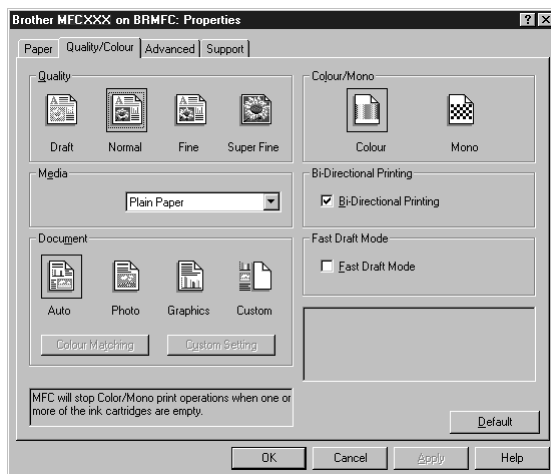 Brother MFCXXX on BRMFC: Properties
? X
Paper Quality/Colour Advanced Support
Quality
Draft Normal Fine Super Fine
Colour/Mono
Colour Mono
Media
Plain Paper
Bi-Directional Printing
Bi-Directional Printing
Document
Auto Photo Graphics Custom
Colour Matching Custom Setting
Fast Draft Mode
Fast Draft Mode
MFC will stop Color/Mono print operations when one or
more of the ink cartridges are empty.
Default
OK Cancel Apply Help